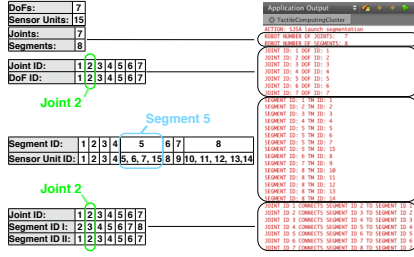 DoFs: 7
Sensor Units: 15
Joints: 7
Segments: 8
Joint ID: 1 2 3 4 5 6 7
DoF ID: 1 2 3 4 5 6 7
Joint 2
Segment 5
Segment ID: 1 2 3 4 5 6 7 8
Sensor Unit ID: 1 2 3 4 5, 6, 7, 15 8 9 10, 11, 12, 13,14
Joint 2
Joint ID: 1 2 3 4 5 6 7
Segment ID I: 2 3 4 5 6 7 8
Segment ID II: 1 2 3 4 5 6 7
Application Output
TactileComputingCluster
ACTION: SJSA launch segmentation
ROBOT NUMBER OF JOINTS: 7
ROBOT NUMBER OF SEGMENTS: 8
JOINT ID: 1 DOF ID: 1
JOINT ID: 2 DOF ID: 2
JOINT ID: 3 DOF ID: 3
JOINT ID: 4 DOF ID: 4
JOINT ID: 5 DOF ID: 5
JOINT ID: 6 DOF ID: 6
JOINT ID: 7 DOF ID: 7
SEGMENT ID: 1 TM ID: 1
SEGMENT ID: 2 TM ID: 2
SEGMENT ID: 3 TM ID: 3
SEGMENT ID: 4 TM ID: 4
SEGMENT ID: 5 TM ID: 5
SEGMENT ID: 5 TM ID: 6
SEGMENT ID: 5 TM ID: 7
SEGMENT ID: 5 TM ID: 15
SEGMENT ID: 6 TM ID: 8
SEGMENT ID: 7 TM ID: 9
SEGMENT ID: 8 TM ID: 10
SEGMENT ID: 8 TM ID: 11
SEGMENT ID: 8 TM ID: 12
SEGMENT ID: 8 TM ID: 13
SEGMENT ID: 8 TM ID: 14
JOINT ID 1 CONNECTS SEGMENT ID 2 TO SEGMENT ID 1
JOINT ID 2 CONNECTS SEGMENT ID 3 TO SEGMENT ID 2
JOINT ID 3 CONNECTS SEGMENT ID 4 TO SEGMENT ID 3
JOINT ID 4 CONNECTS SEGMENT ID 5 TO SEGMENT ID 4
JOINT ID 5 CONNECTS SEGMENT ID 6 TO SEGMENT ID 5
JOINT ID 6 CONNECTS SEGMENT ID 7 TO SEGMENT ID 6
JOINT ID 7 CONNECTS SEGMENT ID 8 TO SEGMENT ID 7